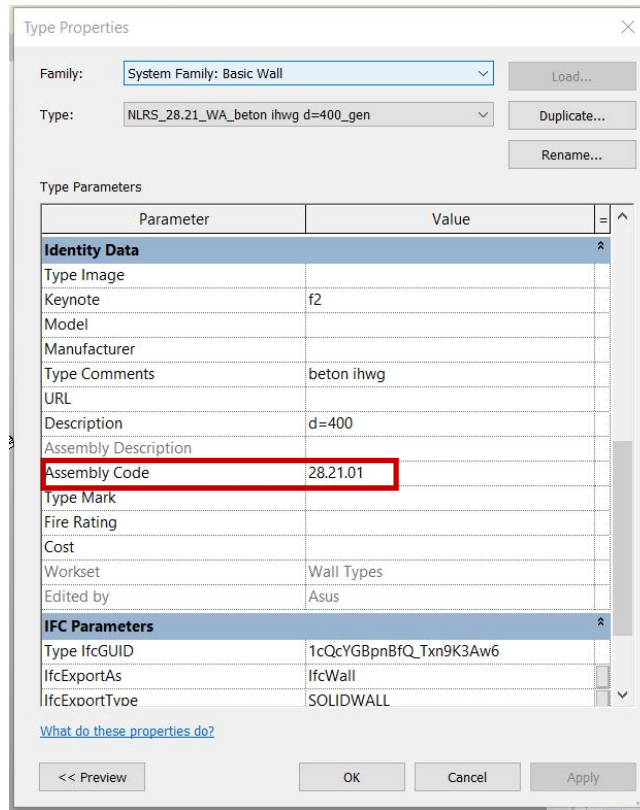 Type Properties
Family: System Family: Basic Wall Load...
Type: NLRS_28.21_WA_beton ihwg d=400_gen Duplicate...
Rename...
Type Parameters
Parameter Value =
Identity Data
Type Image
Keynote f2
Model
Manufacturer
Type Comments beton ihwg
URL
Description d=400
Assembly Description
Assembly Code 28.21.01
Type Mark
Fire Rating
Cost
Workset Wall Types
Edited by Asus
IFC Parameters
Type IfcGUID 1cQcYGBpnBfQ_Txn9K3Aw6
IfcExportAs IfcWall
IfcExportType SOLIDWALL
What do these properties do?
<< Preview OK Cancel Apply